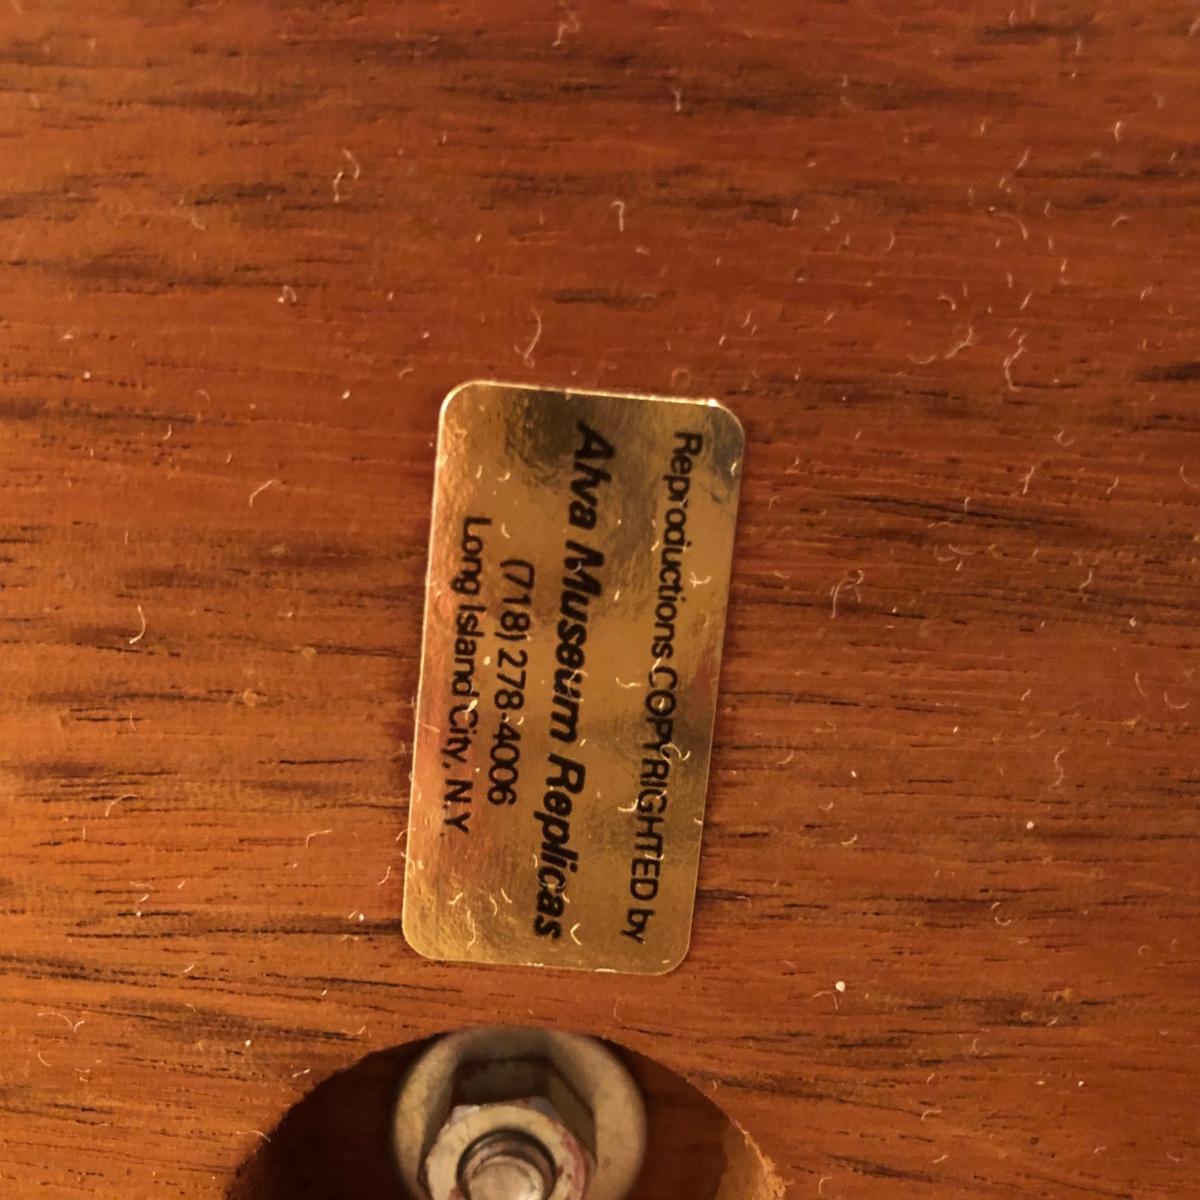 Reproductions COPYRIGHTED by
Alva Museum Replicas
(718) 278-4006
Long Island City, N.Y.